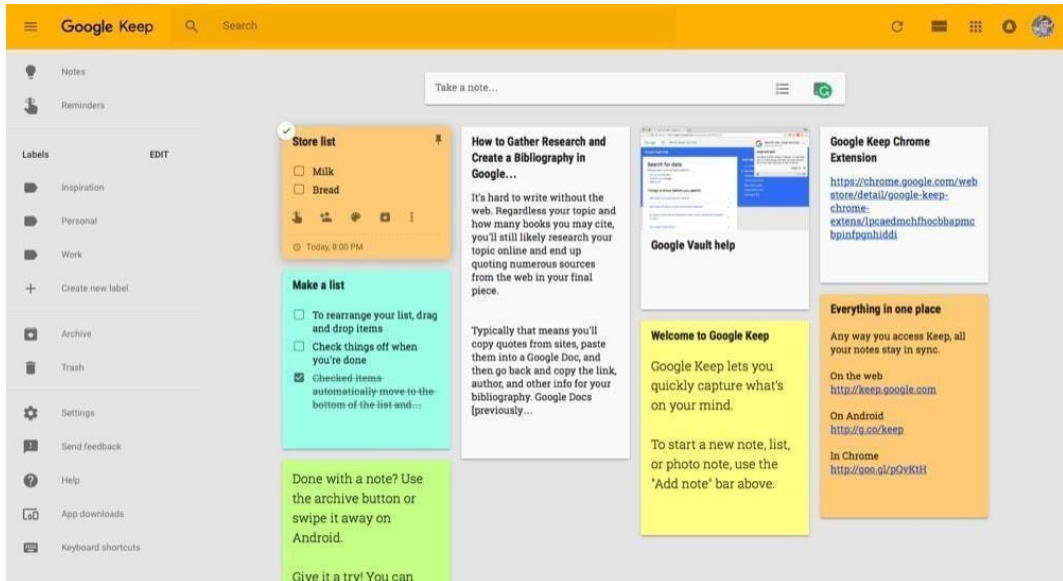 Google Keep
Search
Notes
Reminders
Labels
EDIT
Inspiration
Personal
Work
Create new label
Archive
Trash
Settings
Send feedback
Help
App downloads
Keyboard shortcuts
Take a note...
Store list
Milk
Bread
Today, 8:00 PM
Make a list
To rearrange your list, drag
and drop items
Check things off when
you're done
Checked items
automatically move to the
bottom of the list and...
Done with a note? Use
the archive button or
swipe it away on
Android.
Give it a try! You can
How to Gather Research and
Create a Bibliography in
Google...
It's hard to write without the
web. Regardless your topic and
how many books you may cite,
you'll still likely research your
topic online and end up
quoting numerous sources
from the web in your final
piece.
Typically that means you'll
copy quotes from sites, paste
them into a Google Doc, and
then go back and copy the link,
author, and other info for your
bibliography. Google Docs
[previously...
Search for data
Google Vault help
Welcome to Google Keep
Google Keep lets you
quickly capture what's
on your mind.
To start a new note, list,
or photo note, use the
"Add note" bar above.
Google Keep Chrome
Extension
https://chrome.google.com/web
store/detail/google-keep-
chrome-
extens/lpcaedmchfhocbbapmc
bpinfpgnhiddi
Everything in one place
Any way you access Keep, all
your notes stay in sync.
On the web
http://keep.google.com
On Android
http://g.co/keep
In Chrome
http://goo.gl/pOvKtH